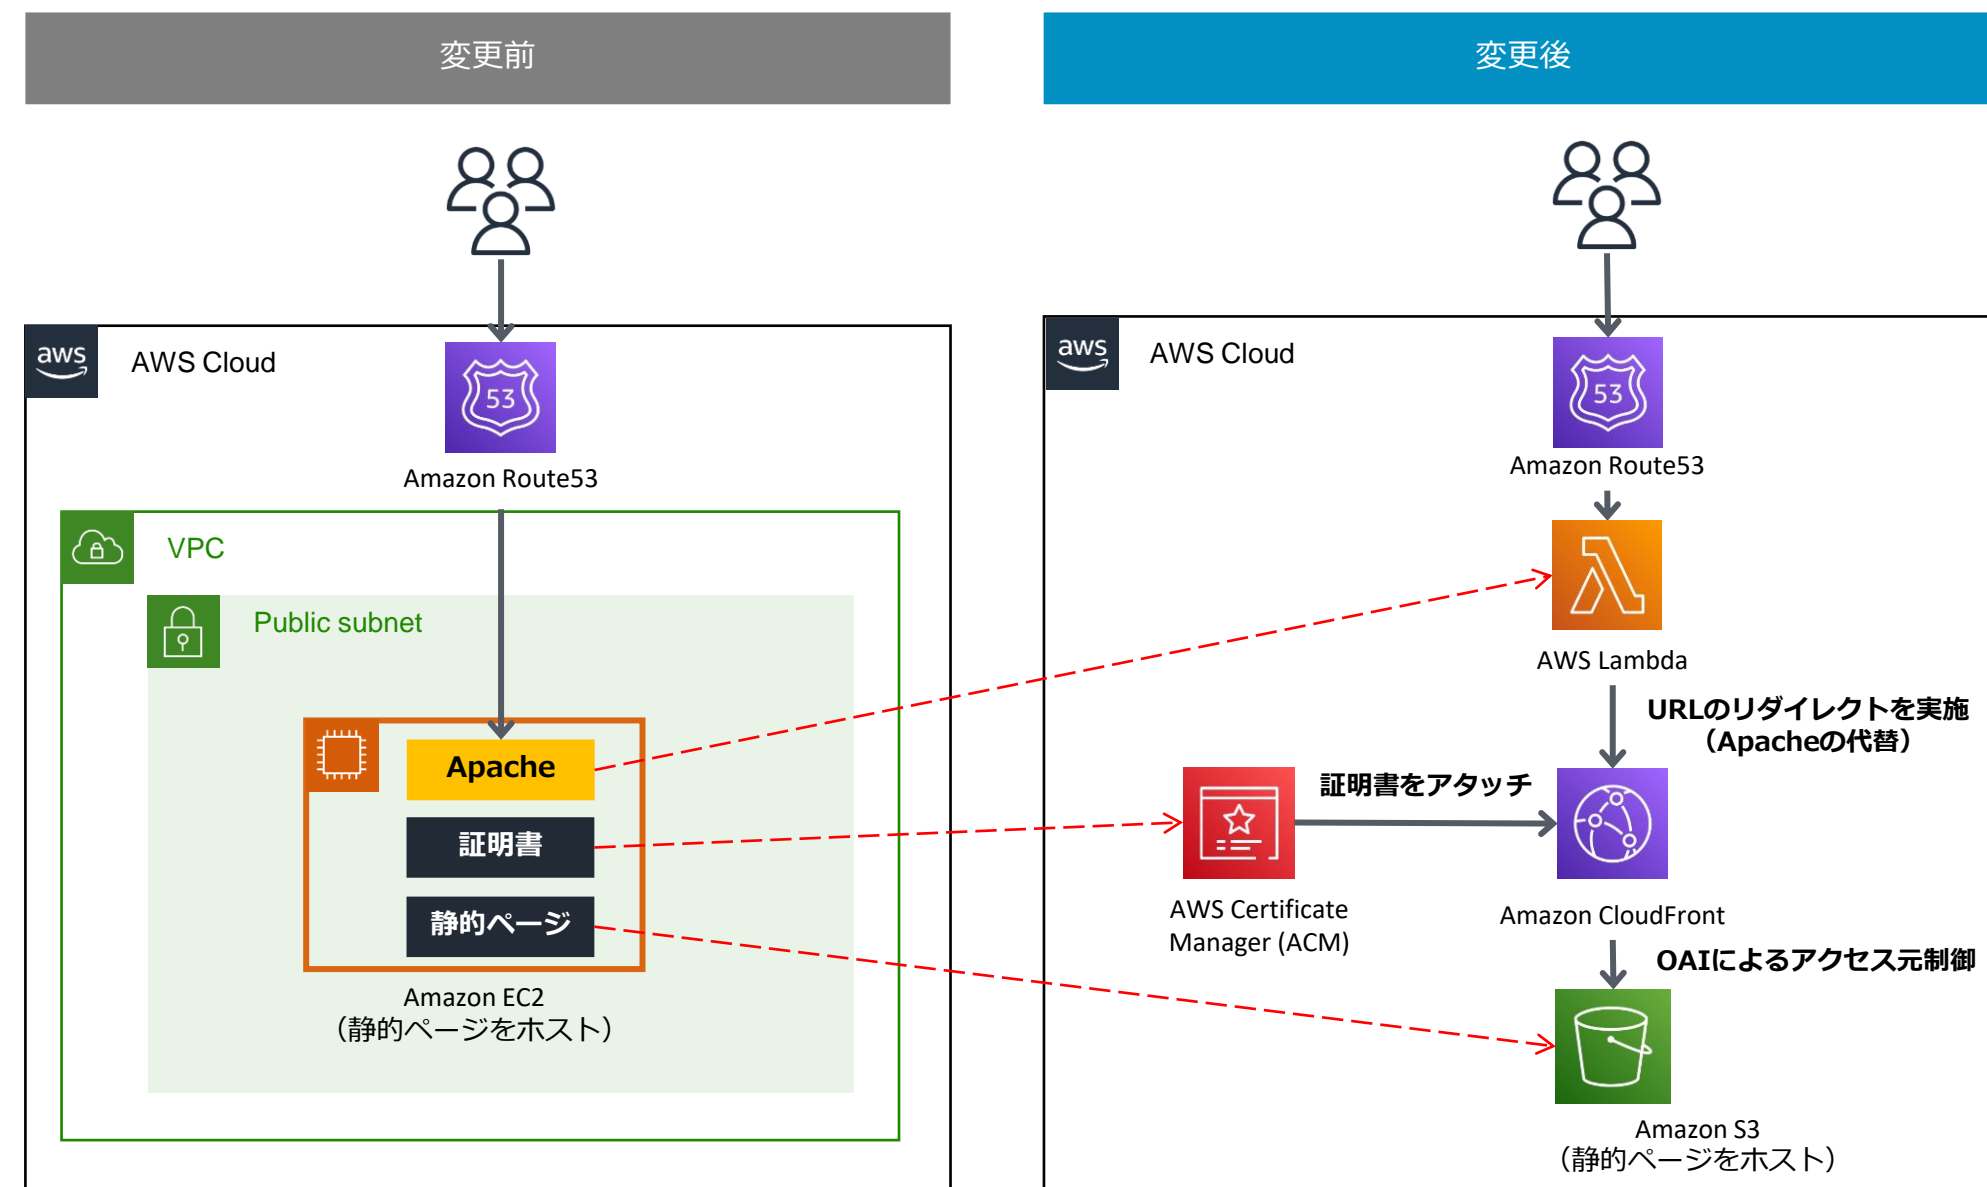 変更前
変更後
aws
AWS Cloud
53
Amazon Route53
VPC
Public subnet
Apache
証明書
静的ページ
Amazon EC2
（静的ページをホスト）
aws
AWS Cloud
53
Amazon Route53
AWS Lambda
URLのリダイレクトを実施
（Apacheの代替）
証明書をアタッチ
AWS Certificate
Manager (ACM)
Amazon CloudFront
OAIによるアクセス元制御
Amazon S3
（静的ページをホスト）